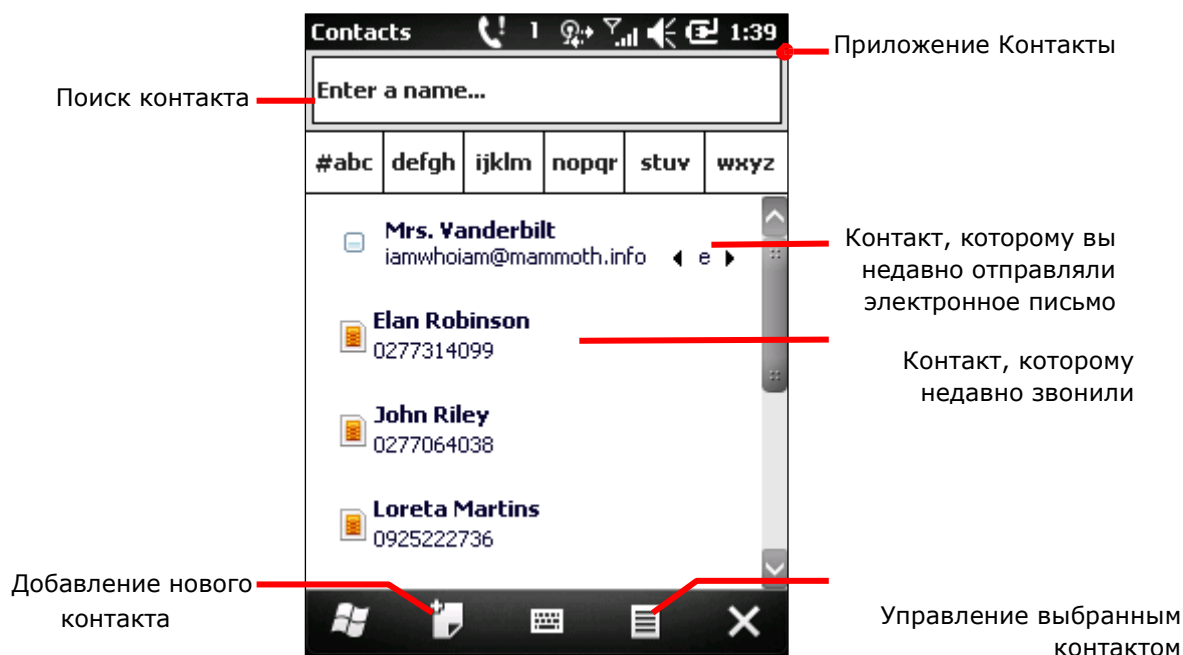 Contacts 1 1:39
Приложение Контакты
Поиск контакта
Enter a name...
#abc defgh ijklm nopqr stuv wxyz
Mrs. Vanderbilt
iamwhoiam@mammoth.info e
Контакт, которому вы
недавно отправляли
электронное письмо
Elan Robinson
0277314099
Контакт, которому
недавно звонили
John Riley
0277064038
Loreta Martins
0925222736
Добавление нового
контакта
Управление выбранным
контактом